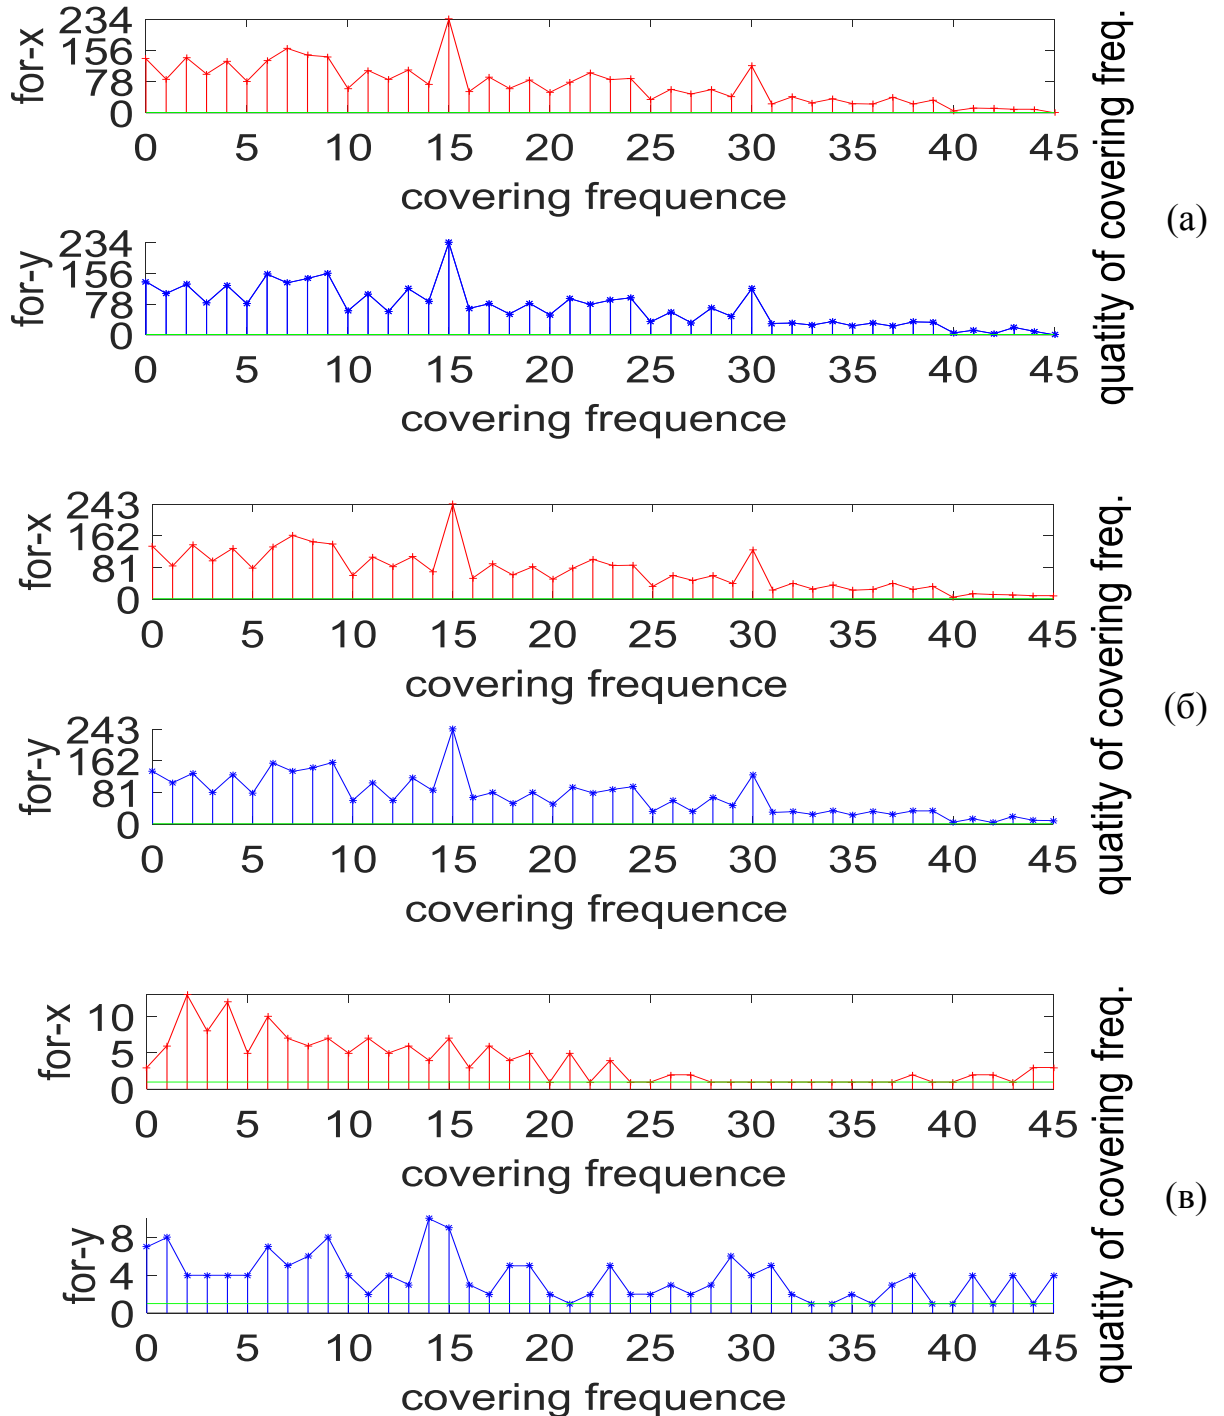 for-x
234
156
78
0
0 5 10 15 20 25 30 35 40 45
covering frequence
for-y
234
156
78
0
0 5 10 15 20 25 30 35 40 45
covering frequence
quatity of covering freq.
(а)
for-x
243
162
81
0
0 5 10 15 20 25 30 35 40 45
covering frequence
for-y
243
162
81
0
0 5 10 15 20 25 30 35 40 45
covering frequence
quatity of covering freq.
(б)
for-x
10
5
0
0 5 10 15 20 25 30 35 40 45
covering frequence
for-y
8
4
0
0 5 10 15 20 25 30 35 40 45
covering frequence
quatity of covering freq.
(в)